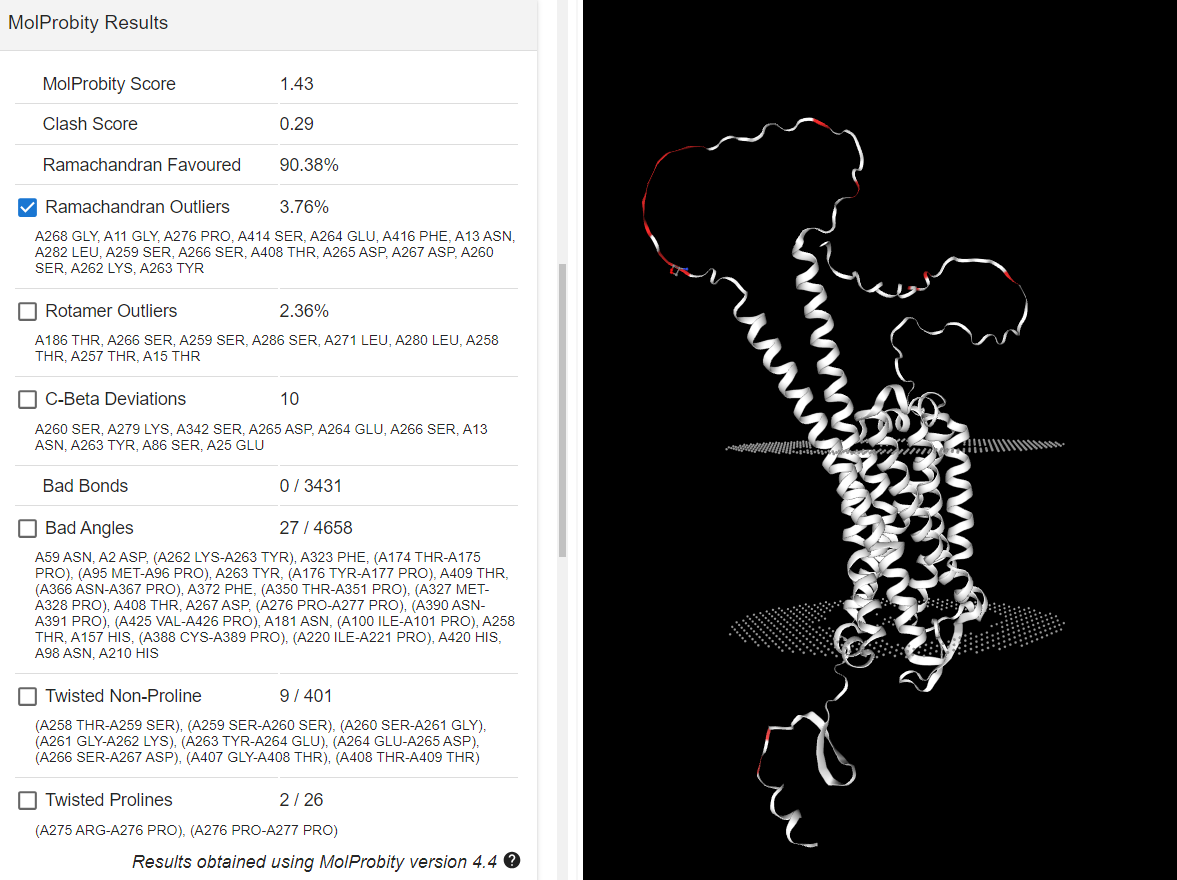 MolProbity Results
MolProbity Score 1.43
Clash Score 0.29
Ramachandran Favoured 90.38%
Ramachandran Outliers 3.76%
A268 GLY, A11 GLY, A276 PRO, A414 SER, A264 GLU, A416 PHE, A13 ASN,
A282 LEU, A259 SER, A266 SER, A408 THR, A265 ASP, A267 ASP, A260
SER, A262 LYS, A263 TYR
Rotamer Outliers 2.36%
A186 THR, A266 SER, A259 SER, A286 SER, A271 LEU, A280 LEU, A258
THR, A257 THR, A15 THR
C-Beta Deviations 10
A260 SER, A279 LYS, A342 SER, A265 ASP, A264 GLU, A266 SER, A13
ASN, A263 TYR, A86 SER, A25 GLU
Bad Bonds 0 / 3431
Bad Angles 27 / 4658
A59 ASN, A2 ASP, (A262 LYS-A263 TYR), A323 PHE, (A174 THR-A175
PRO), (A95 MET-A96 PRO), A263 TYR, (A176 TYR-A177 PRO), A409 THR,
(A366 ASN-A367 PRO), A372 PHE, (A350 THR-A351 PRO), (A327 MET-
A328 PRO), A408 THR, A267 ASP, (A276 PRO-A277 PRO), (A390 ASN-
A391 PRO), (A425 VAL-A426 PRO), A181 ASN, (A100 ILE-A101 PRO), A258
THR, A157 HIS, (A388 CYS-A389 PRO), (A220 ILE-A221 PRO), A420 HIS,
A98 ASN, A210 HIS
Twisted Non-Proline 9 / 401
(A258 THR-A259 SER), (A259 SER-A260 SER), (A260 SER-A261 GLY),
(A261 GLY-A262 LYS), (A263 TYR-A264 GLU), (A264 GLU-A265 ASP),
(A266 SER-A267 ASP), (A407 GLY-A408 THR), (A408 THR-A409 THR)
Twisted Prolines 2 / 26
(A275 ARG-A276 PRO), (A276 PRO-A277 PRO)
Results obtained using MolProbity version 4.4 ?